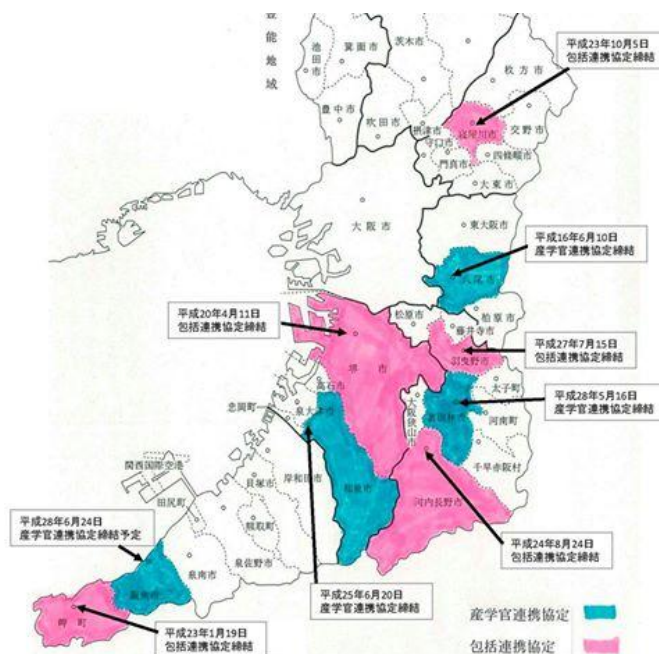 豊能地域
池田市
箕面市
茨木市
枚方市
豊中市
吹田市
摂津市
寝屋川市
交野市
守口市
門真市
四條畷市
大東市
大阪市
東大阪市
八尾市
平成23年10月5日
包括連携協定締結
平成16年6月10日
産学官連携協定締結
平成20年4月11日
包括連携協定締結
松原市
柏原市
藤井寺市
羽曳野市
平成27年7月15日
包括連携協定締結
堺市
太子町
高石市
大阪狭山市
富田林市
平成28年5月16日
産学官連携協定締結
忠岡町
泉大津市
河南町
千早赤阪村
関西国際空港
岸和田市
貝塚市
和泉市
河内長野市
田尻町
熊取町
平成28年6月24日
産学官連携協定締結予定
泉南市
泉佐野市
平成24年8月24日
包括連携協定締結
阪南市
平成25年6月20日
産学官連携協定締結
岬町
平成23年1月19日
包括連携協定締結
産学官連携協定
包括連携協定